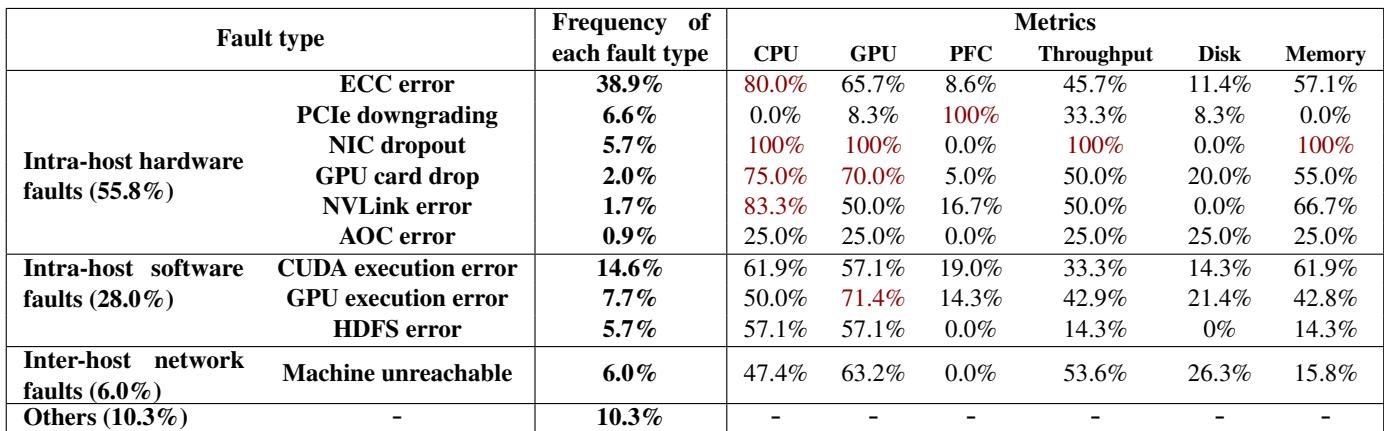 Fault type Frequency of each fault type Metrics
CPU GPU PFC Throughput Disk Memory
Intra-host hardware faults (55.8%)
ECC error 38.9% 80.0% 65.7% 8.6% 45.7% 11.4% 57.1%
PCIe downgrading 6.6% 0.0% 8.3% 100% 33.3% 8.3% 0.0%
NIC dropout 5.7% 100% 100% 0.0% 100% 0.0% 100%
GPU card drop 2.0% 75.0% 70.0% 5.0% 50.0% 20.0% 55.0%
NVLink error 1.7% 83.3% 50.0% 16.7% 50.0% 0.0% 66.7%
AOC error 0.9% 25.0% 25.0% 0.0% 25.0% 25.0% 25.0%
Intra-host software faults (28.0%)
CUDA execution error 14.6% 61.9% 57.1% 19.0% 33.3% 14.3% 61.9%
GPU execution error 7.7% 50.0% 71.4% 14.3% 42.9% 21.4% 42.8%
HDFS error 5.7% 57.1% 57.1% 0.0% 14.3% 0% 14.3%
Inter-host network faults (6.0%)
Machine unreachable 6.0% 47.4% 63.2% 0.0% 53.6% 26.3% 15.8%
Others (10.3%) - 10.3% - - - - - -